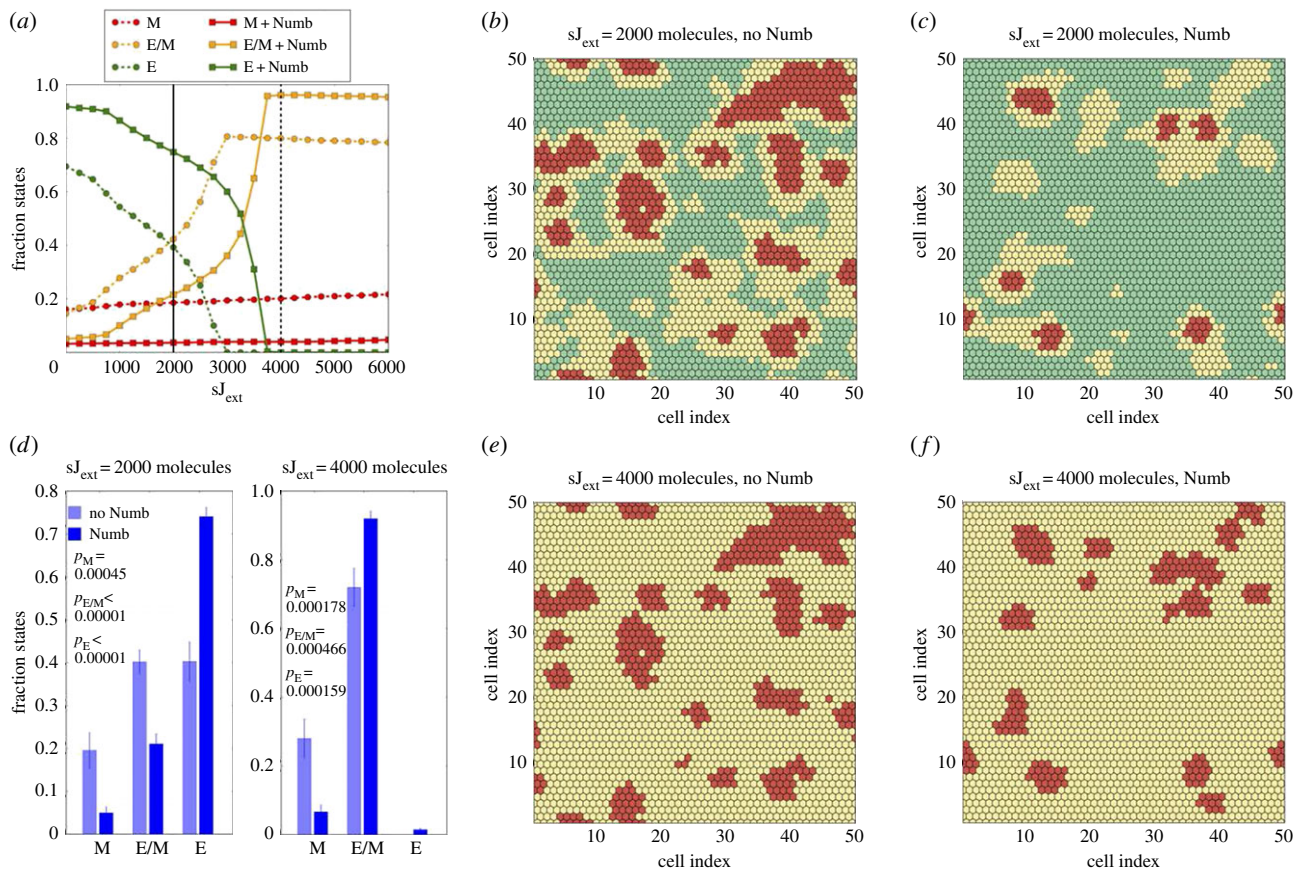 (a)
M
M + Numb
E/M
E/M + Numb
E
E + Numb
1.0
0.8
0.6
0.4
0.2
0
1000
2000
3000
4000
5000
6000
fraction states
sJext
(b)
sJext = 2000 molecules, no Numb
50
40
30
20
10
10
20
30
40
50
cell index
cell index
(c)
sJext = 2000 molecules, Numb
50
40
30
20
10
10
20
30
40
50
cell index
cell index
(d)
sJext = 2000 molecules
0.8
0.7
0.6
0.5
0.4
0.3
0.2
0.1
0
fraction states
no Numb
Numb
pM=
0.00045
pE/M<
0.00001
pE<
0.00001
M
E/M
E
sJext = 4000 molecules
1.0
0.8
0.6
0.4
0.2
0
pM=
0.000178
pE/M=
0.000466
pE=
0.000159
M
E/M
E
(e)
sJext = 4000 molecules, no Numb
50
40
30
20
10
10
20
30
40
50
cell index
cell index
(f)
sJext = 4000 molecules, Numb
50
40
30
20
10
10
20
30
40
50
cell index
cell index